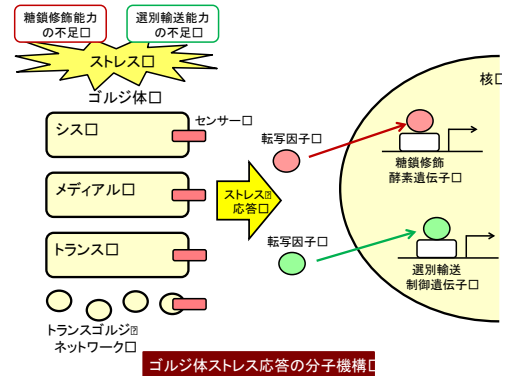 糖鎖修飾能力
の不足
選別輸送能力
の不足
ストレス
ゴルジ体
核
シス
センサー
転写因子
糖鎖修飾
酵素遺伝子
メディアル
ストレス
応答
トランス
転写因子
選別輸送
制御遺伝子
トランスゴルジ
ネットワーク
ゴルジ体ストレス応答の分子機構